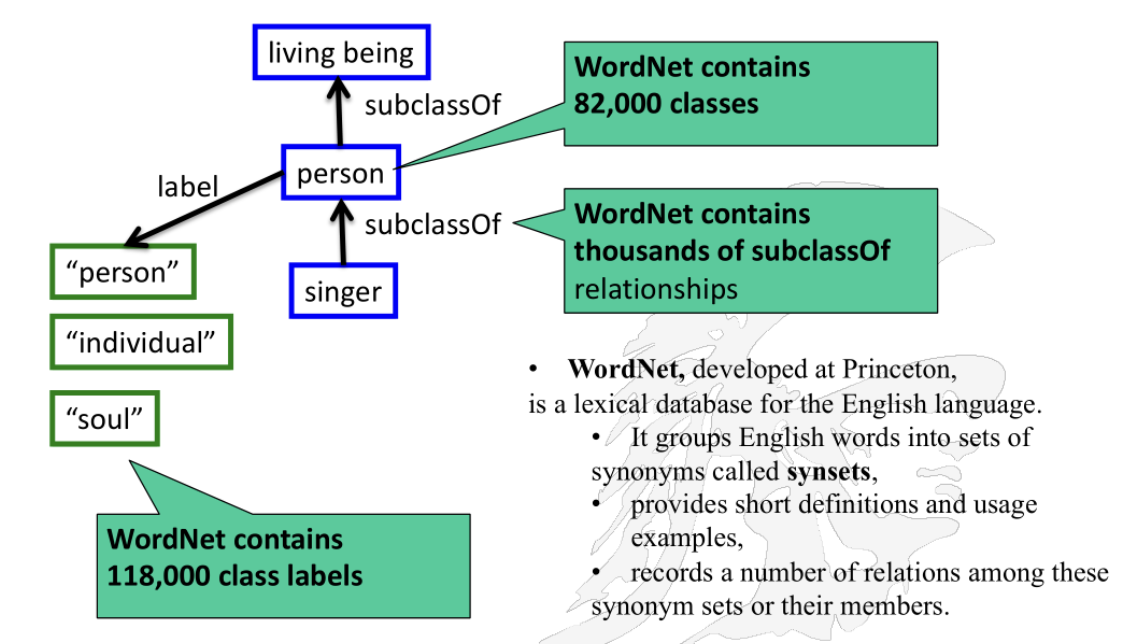 living being
subclassOf
WordNet contains
82,000 classes
person
label
subclassOf
WordNet contains
thousands of subclassOf
relationships
“person”
singer
“individual”
“soul”
WordNet contains
118,000 class labels
• WordNet, developed at Princeton,
is a lexical database for the English language.
• It groups English words into sets of
synonyms called synsets,
• provides short definitions and usage
examples,
• records a number of relations among these
synonym sets or their members.